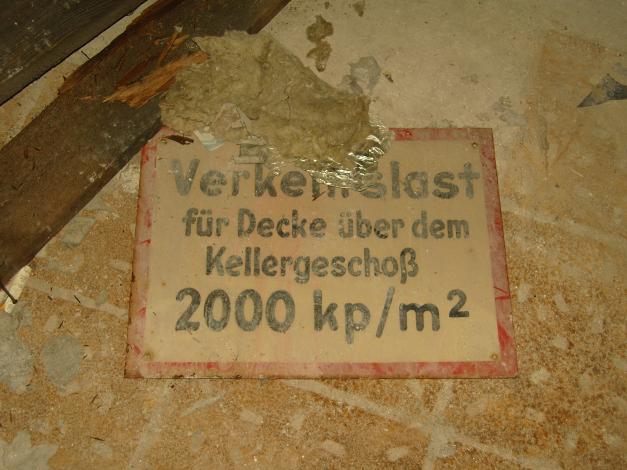 Verkehrslast
für Decke über dem
Kellergeschoß
2000 kp/m²